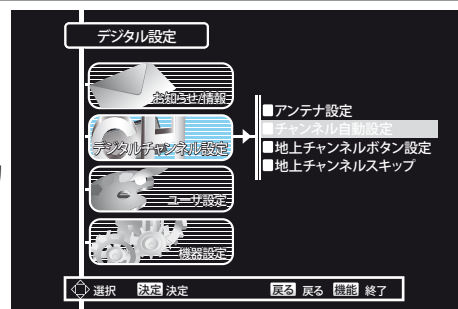 デジタル設定
お知らせ/情報
CH
デジタルチャンネル設定
ユーザ設定
機器設定
■アンテナ設定
■チャンネル自動設定
■地上チャンネルボタン設定
■地上チャンネルスキップ
選択 決定 決定 戻る 戻る 機能 終了